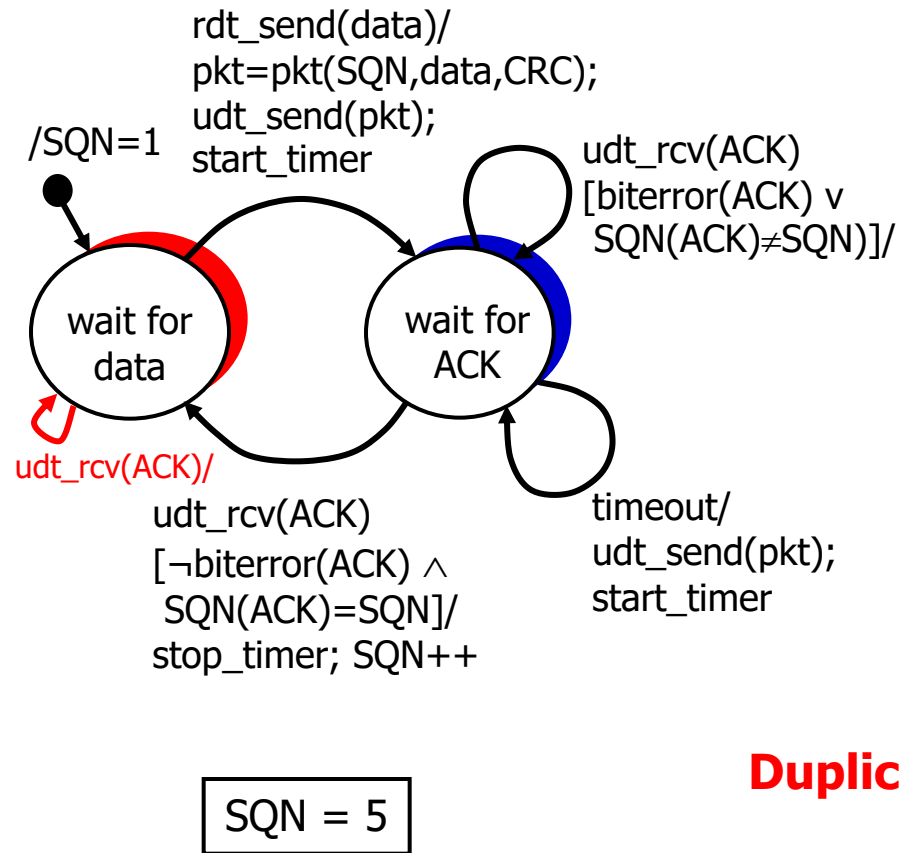 rdt_send(data)/
pkt=pkt(SQN,data,CRC);
udt_send(pkt);
start_timer
/SQN=1
udt_rcv(ACK)
[biterror(ACK) v
SQN(ACK)≠SQN)]/
wait for
data
wait for
ACK
udt_rcv(ACK)/
udt_rcv(ACK)
[¬biterror(ACK) ∧
SQN(ACK)=SQN]/
stop_timer; SQN++
timeout/
udt_send(pkt);
start_timer
Duplic
SQN = 5